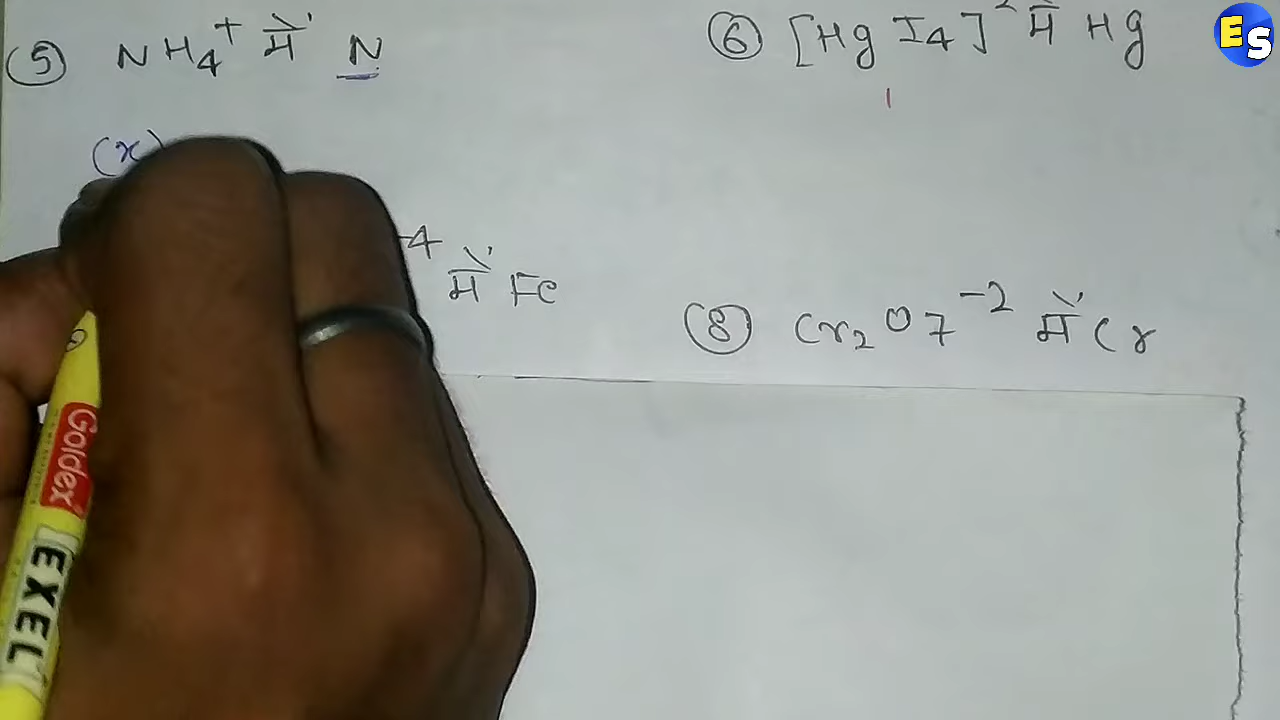 (5) NH4+ में N
(6) [HgI4]2 में Hg
(x)
-4 में Fe
(8) Cr2O7-2 में Cr
Goldex
EXEL
ES